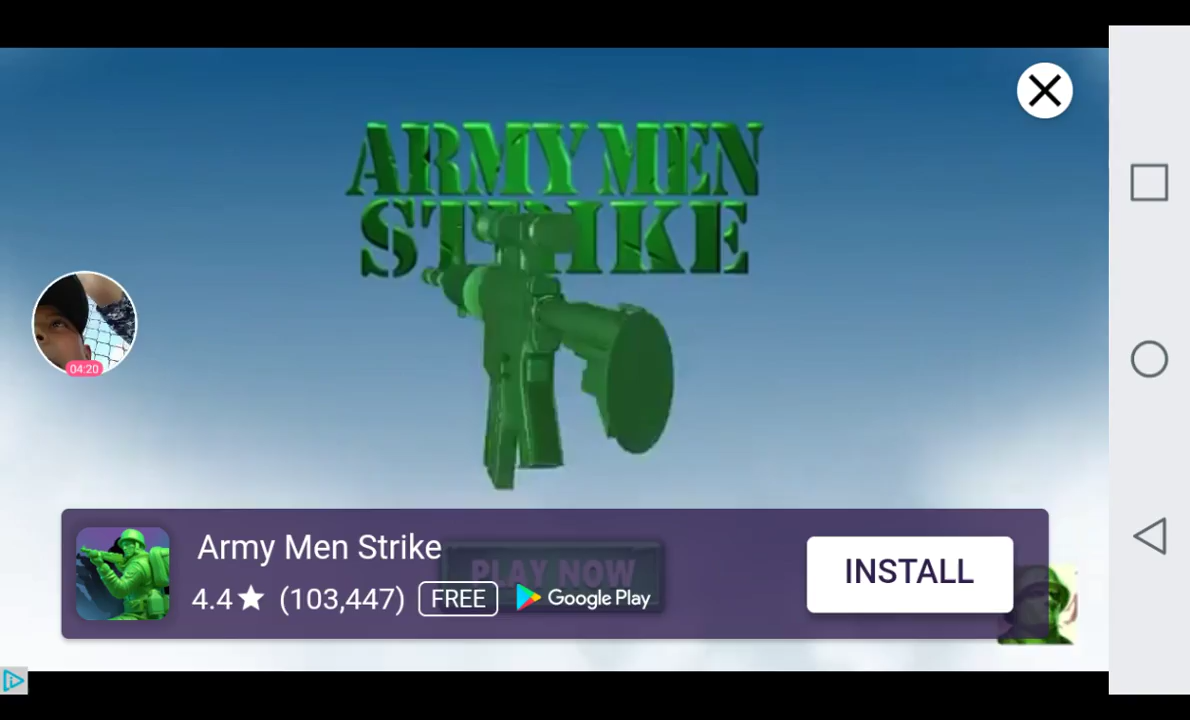 ARMY MEN
STRIKE
04:20
Army Men Strike
PLAY NOW
4.4★ (103,447) FREE Google Play
INSTALL